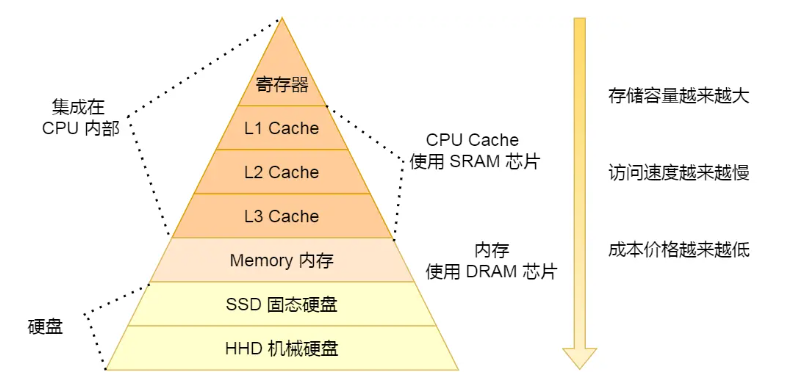 寄存器
L1 Cache
L2 Cache
L3 Cache
Memory 内存
SSD 固态硬盘
HHD 机械硬盘
集成在
CPU 内部
硬盘
CPU Cache
使用 SRAM 芯片
内存
使用 DRAM 芯片
存储容量越来越大
访问速度越来越慢
成本价格越来越低